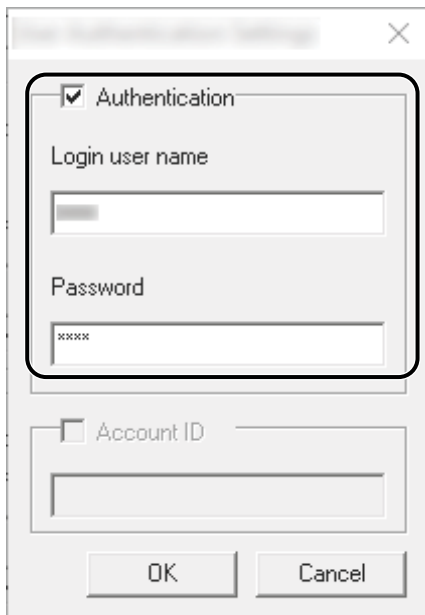 Authentication
Login user name
Password
****
Account ID
OK
Cancel